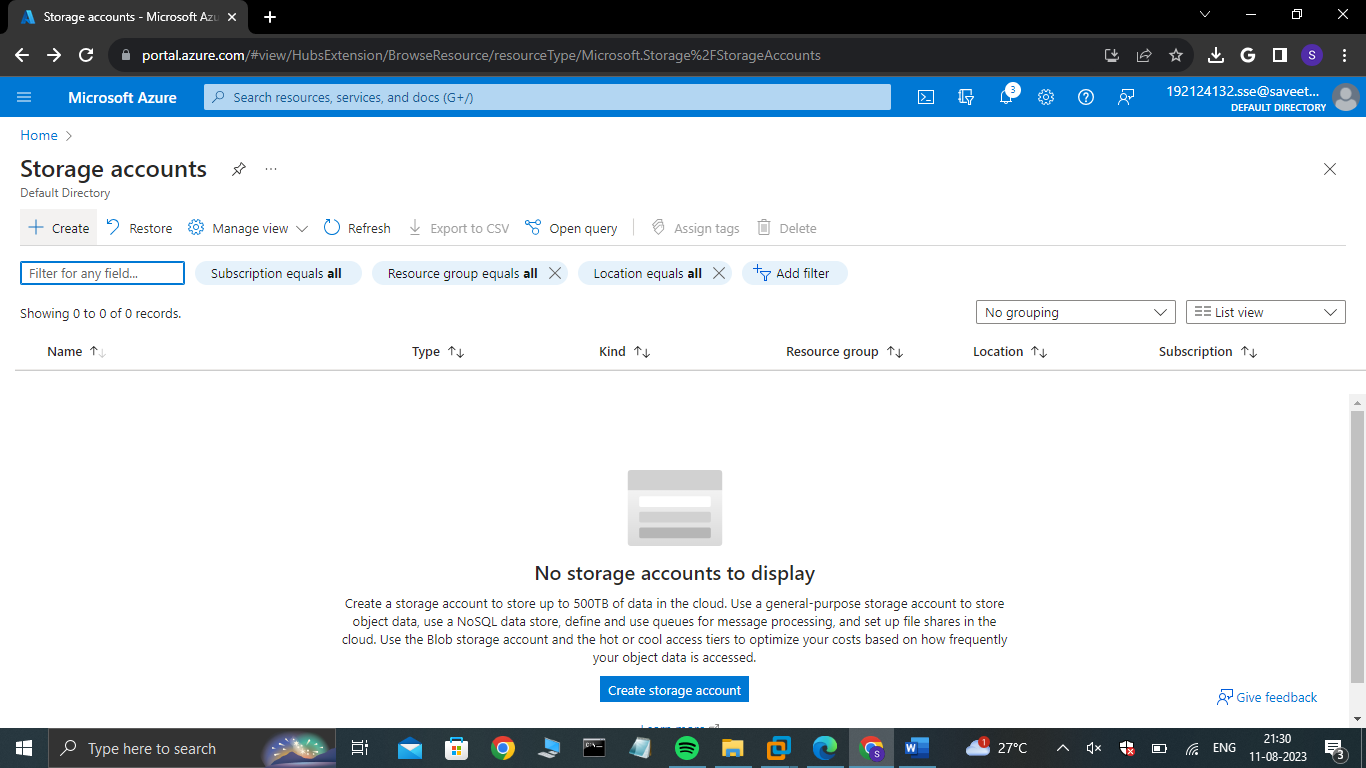 Storage accounts - Microsoft Azu
portal.azure.com/#view/HubsExtension/BrowseResource/resourceType/Microsoft.Storage%2FStorageAccounts
S
Microsoft Azure
Search resources, services, and docs (G+/)
3
192124132.sse@saveet...
DEFAULT DIRECTORY
Home
Storage accounts
...
Default Directory
Create
Restore
Manage view
Refresh
Export to CSV
Open query
Assign tags
Delete
Filter for any field...
Subscription equals all
Resource group equals all
Location equals all
Add filter
Showing 0 to 0 of 0 records.
No grouping
List view
Name
Type
Kind
Resource group
Location
Subscription
No storage accounts to display
Create a storage account to store up to 500TB of data in the cloud. Use a general-purpose storage account to store
object data, use a NoSQL data store, define and use queues for message processing, and set up file shares in the
cloud. Use the Blob storage account and the hot or cool access tiers to optimize your costs based on how frequently
your object data is accessed.
Create storage account
Give feedback
Learn more
Type here to search
1
27°C
ENG
21:30
11-08-2023
3